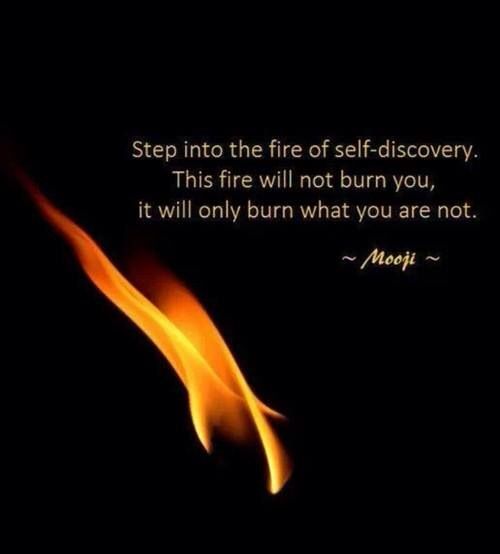 Step into the fire of self-discovery.
This fire will not burn you,
it will only burn what you are not.
~ Mooji ~